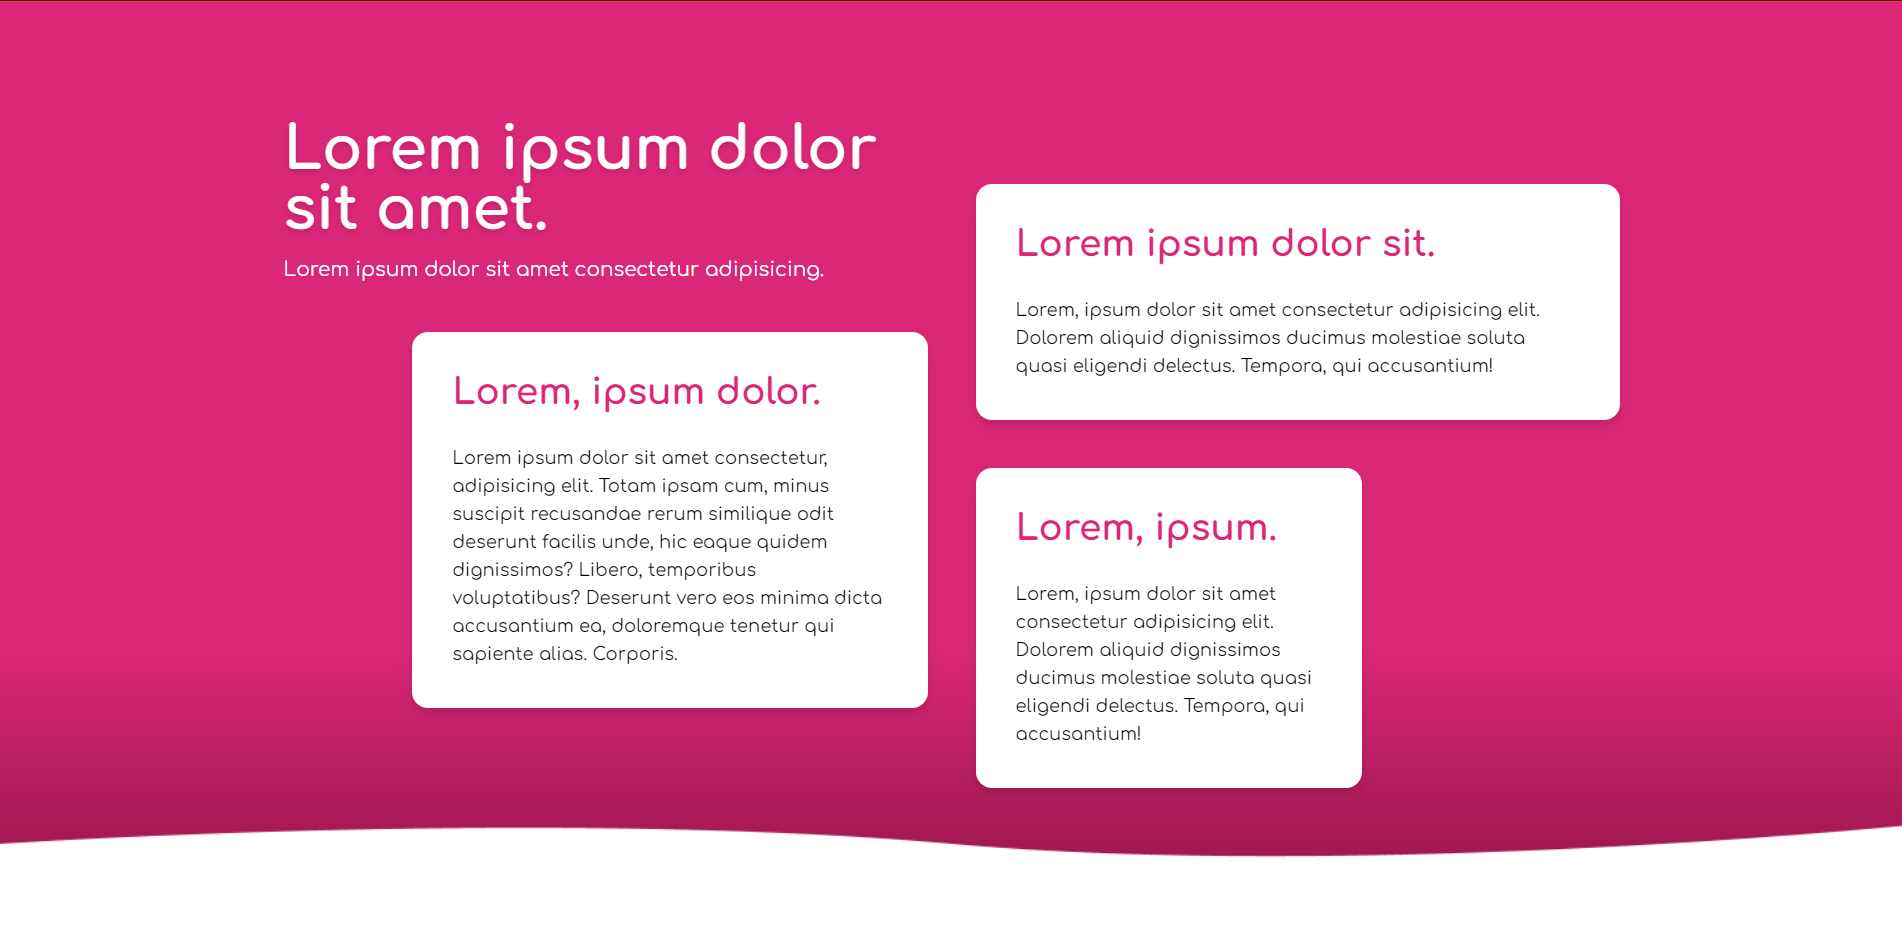 Lorem ipsum dolor
sit amet.
Lorem ipsum dolor sit amet consectetur adipisicing.
Lorem, ipsum dolor.
Lorem ipsum dolor sit amet consectetur,
adipisicing elit. Totam ipsam cum, minus
suscipit recusandae rerum similique odit
deserunt facilis unde, hic eaque quidem
dignissimos? Libero, temporibus
voluptatibus? Deserunt vero eos minima dicta
accusantium ea, doloremque tenetur qui
sapiente alias. Corporis.
Lorem ipsum dolor sit.
Lorem, ipsum dolor sit amet consectetur adipisicing elit.
Dolorem aliquid dignissimos ducimus molestiae soluta
quasi eligendi delectus. Tempora, qui accusantium!
Lorem, ipsum.
Lorem, ipsum dolor sit amet
consectetur adipisicing elit.
Dolorem aliquid dignissimos
ducimus molestiae soluta quasi
eligendi delectus. Tempora, qui
accusantium!